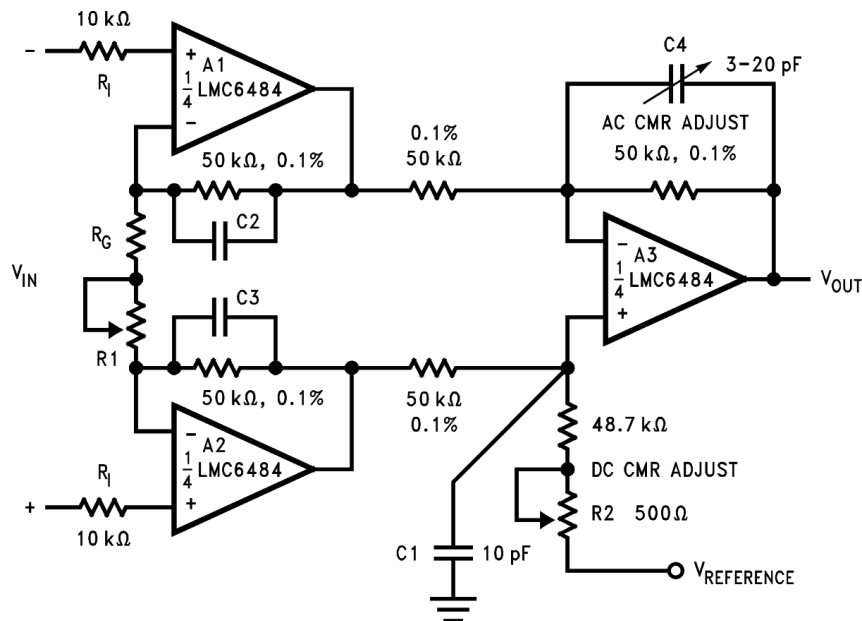 10 kΩ
−
R_I
+
A1
1/4 LMC6484
−
C4
3–20 pF
AC CMR ADJUST
50 kΩ, 0.1%
0.1%
50 kΩ
50 kΩ, 0.1%
C2
R_G
V_IN
R1
C3
50 kΩ, 0.1%
50 kΩ
0.1%
−
A3
1/4 LMC6484
+
V_OUT
−
A2
1/4 LMC6484
+
+
R_I
10 kΩ
48.7 kΩ
DC CMR ADJUST
R2 500Ω
C1
10 pF
V_REFERENCE